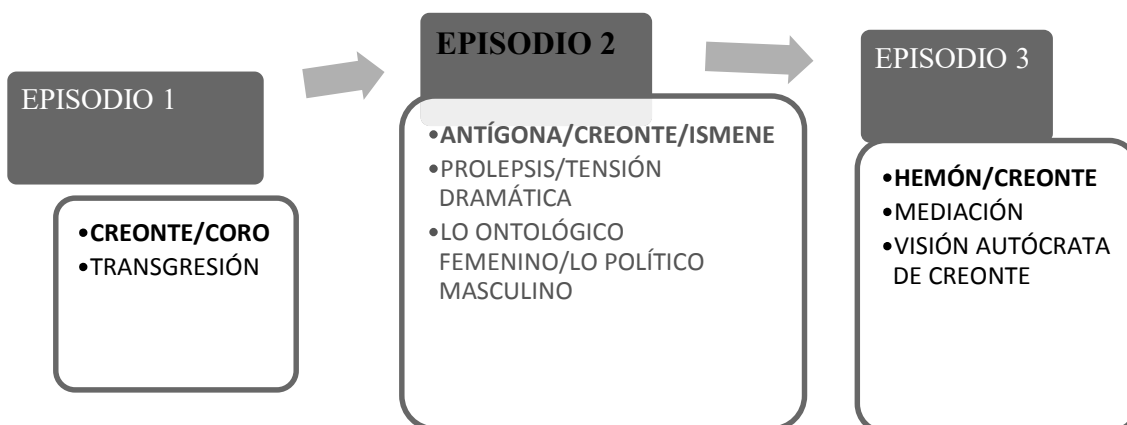 EPISODIO 1
•CREONTE/CORO
•TRANSGRESIÓN
EPISODIO 2
•ANTÍGONA/CREONTE/ISMENE
•PROLEPSIS/TENSIÓN
DRAMÁTICA
•LO ONTOLÓGICO
FEMENINO/LO POLÍTICO
MASCULINO
EPISODIO 3
•HEMÓN/CREONTE
•MEDIACIÓN
•VISIÓN AUTÓCRATA
DE CREONTE